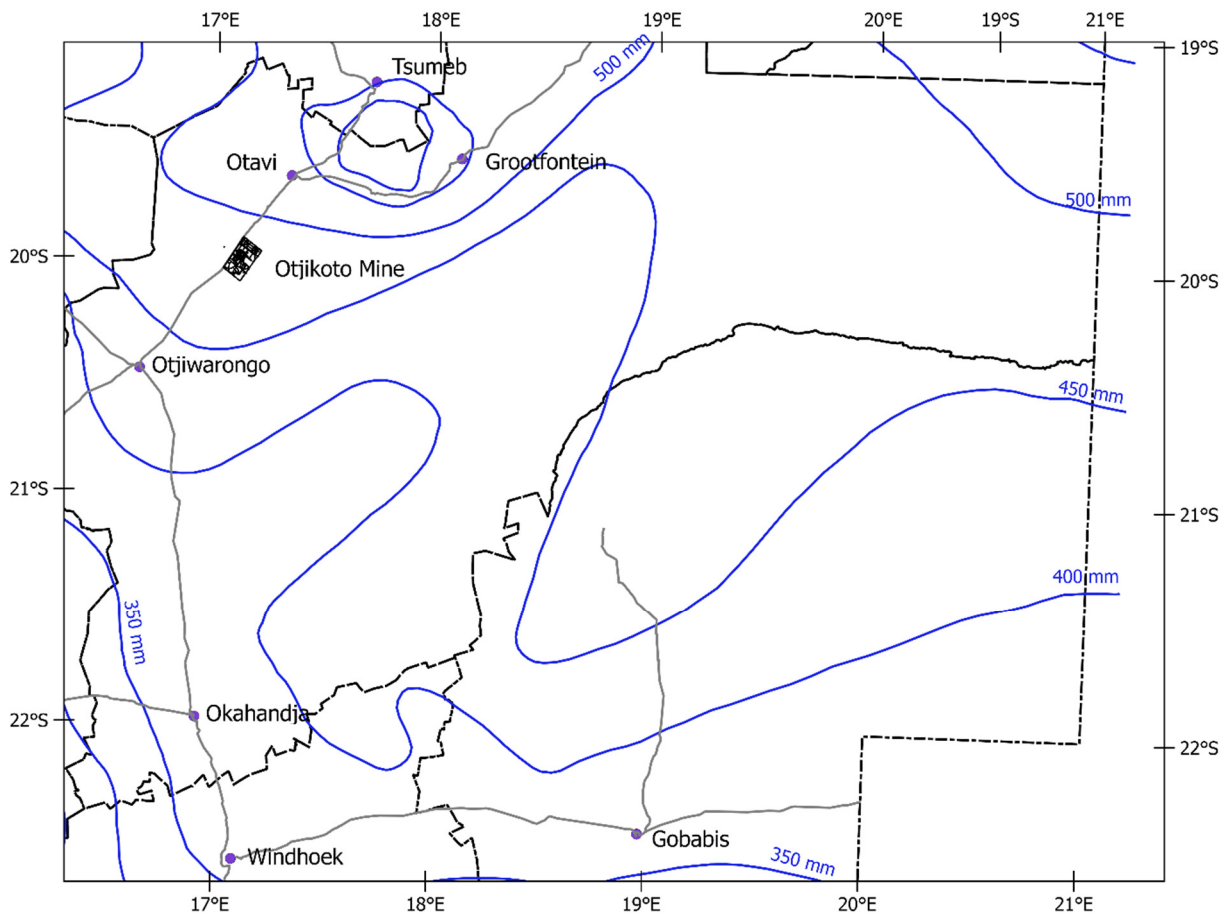 17°E
18°E
19°E
20°E
19°S
21°E
19°S
500 mm
Tsumeb
Otavi
Grootfontein
500 mm
20°S
Otjikoto Mine
20°S
Otjiwarongo
450 mm
21°S
21°S
400 mm
350 mm
Okahandja
22°S
22°S
Gobabis
Windhoek
350 mm
17°E
18°E
19°E
20°E
21°E